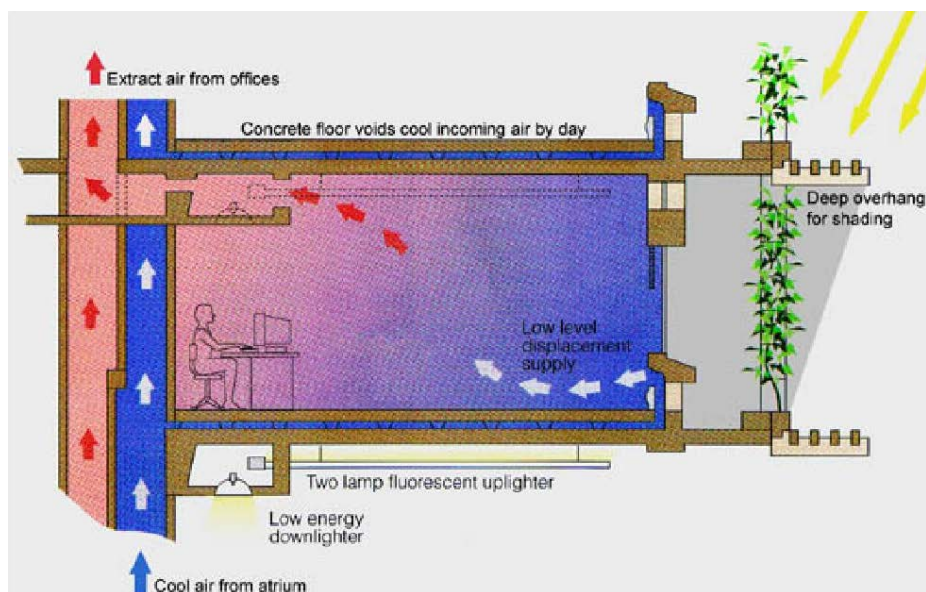 Extract air from offices
Concrete floor voids cool incoming air by day
Deep overhang
for shading
Low level
displacement
supply
Two lamp fluorescent uplighter
Low energy
downlighter
Cool air from atrium